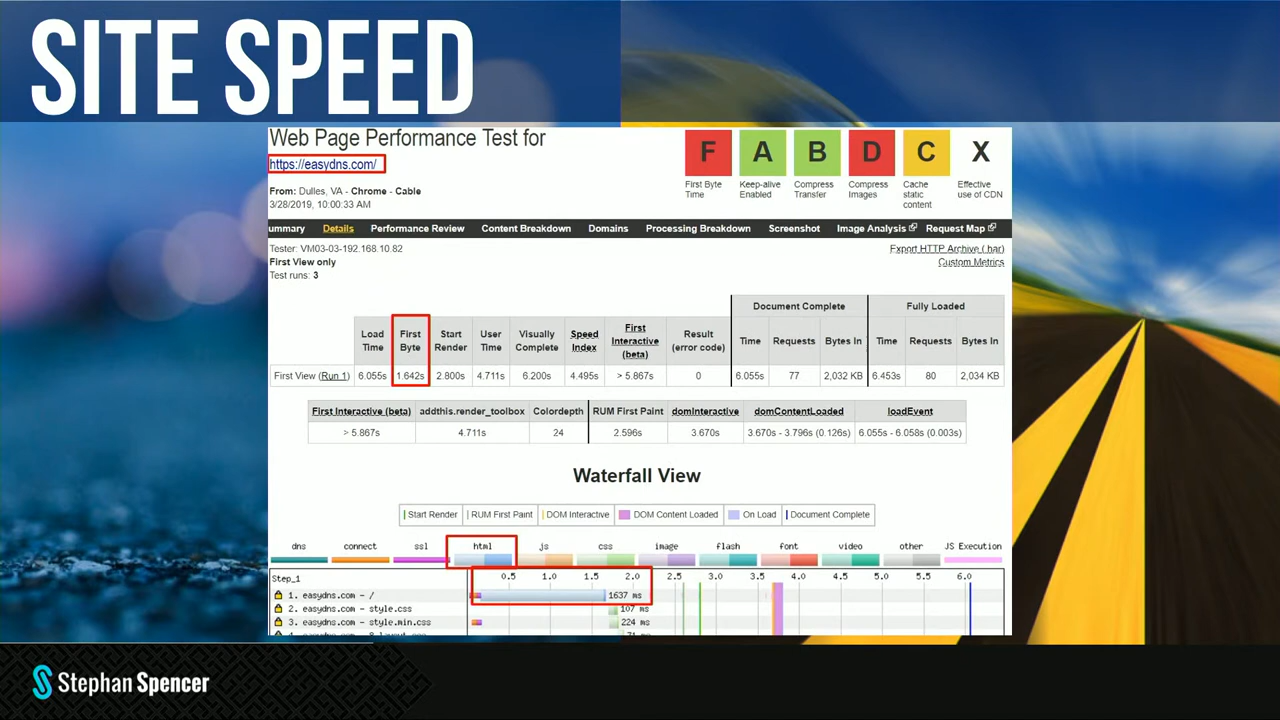 SITE SPEED
Web Page Performance Test for
https://easydns.com/
From: Dulles, VA - Chrome - Cable
3/28/2019, 10:00:33 AM
F A B D C X
First Byte Time
Keep-alive Enabled
Compress Transfer
Compress Images
Cache static content
Effective use of CDN
ummary Details Performance Review Content Breakdown Domains Processing Breakdown Screenshot Image Analysis Request Map
Tester: VM03-03-192.168.10.82
First View only
Test runs: 3
Export HTTP Archive (.har)
Custom Metrics
Document Complete Fully Loaded
Load Time First Byte Start Render User Time Visually Complete Speed Index First Interactive (beta) Result (error code) Time Requests Bytes In Time Requests Bytes In
First View (Run 1) 6.055s 1.642s 2.800s 4.711s 6.200s 4.495s > 5.867s 0 6.055s 77 2,032 KB 6.453s 80 2,034 KB
First Interactive (beta) addthis.render_toolbox Colordepth RUM First Paint domInteractive domContentLoaded loadEvent
> 5.867s 4.711s 24 2.596s 3.670s 3.670s - 3.796s (0.126s) 6.055s - 6.058s (0.003s)
Waterfall View
Start Render RUM First Paint DOM Interactive DOM Content Loaded On Load Document Complete
dns connect ssl html js css image flash font video other JS Execution
Step_1 0.5 1.0 1.5 2.0 2.5 3.0 3.5 4.0 4.5 5.0 5.5 6.0
1. easydns.com - / 1637 ms
2. easydns.com - style.css 107 ms
3. easydns.com - style.min.css 224 ms
Stephan Spencer